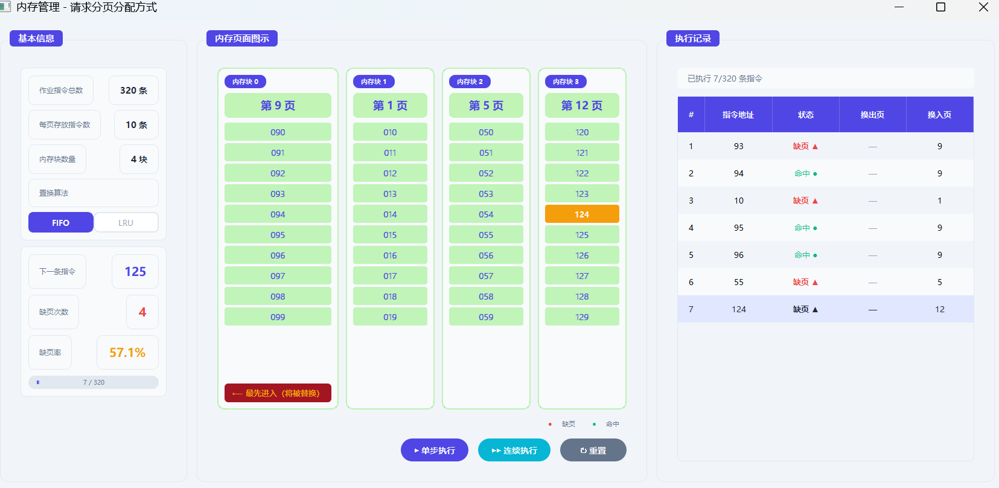 内存管理 - 请求分页分配方式
基本信息
作业指令总数 320 条
每页存放指令数 10 条
内存块数量 4 块
置换算法
FIFO LRU
下一条指令 125
缺页次数 4
缺页率 57.1%
7 / 320
内存页面图示
内存块 0
第 9 页
090
091
092
093
094
095
096
097
098
099
⟵ 最先进入（将被替换）
内存块 1
第 1 页
010
011
012
013
014
015
016
017
018
019
内存块 2
第 5 页
050
051
052
053
054
055
056
057
058
059
内存块 3
第 12 页
120
121
122
123
124
125
126
127
128
129
● 缺页 ● 命中
▶ 单步执行 ▶▶ 连续执行 ↻ 重置
执行记录
已执行 7/320 条指令
# 指令地址 状态 换出页 换入页
1 93 缺页 ▲ — 9
2 94 命中 ● — 9
3 10 缺页 ▲ — 1
4 95 命中 ● — 9
5 96 命中 ● — 9
6 55 缺页 ▲ — 5
7 124 缺页 ▲ — 12